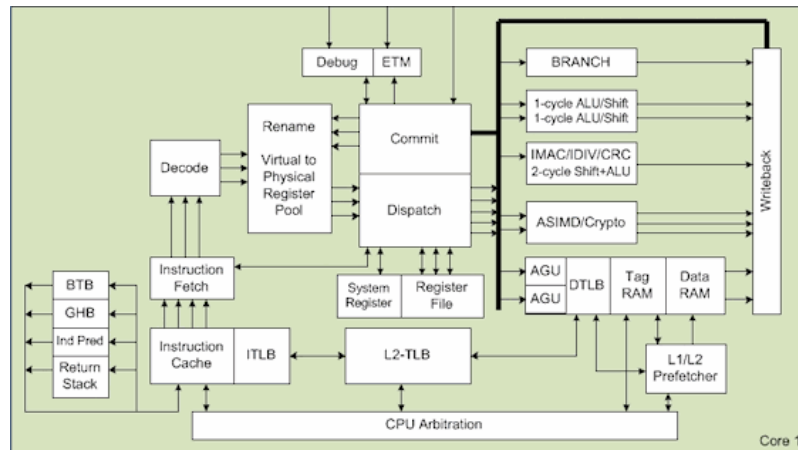 Debug
ETM
BRANCH
1-cycle ALU/Shift
1-cycle ALU/Shift
Rename
Virtual to
Physical
Register
Pool
Commit
Decode
IMAC/IDIV/CRC
2-cycle Shift+ALU
Writeback
Dispatch
ASIMD/Crypto
Instruction
Fetch
BTB
GHB
Ind Pred
Return
Stack
System
Register
Register
File
AGU
AGU
DTLB
Tag
RAM
Data
RAM
Instruction
Cache
ITLB
L2-TLB
L1/L2
Prefetcher
CPU Arbitration
Core 1